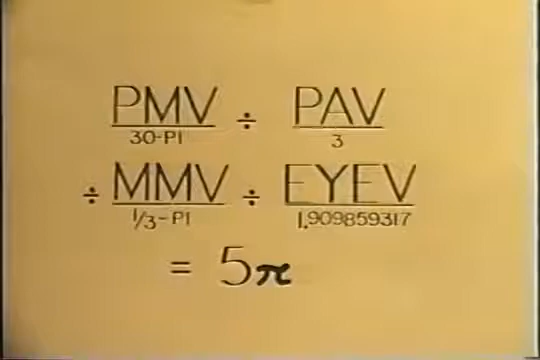 PMV ÷ PAV
30-PI 3
÷ MMV ÷ EYEV
1/3-PI 1.909859317
= 5π